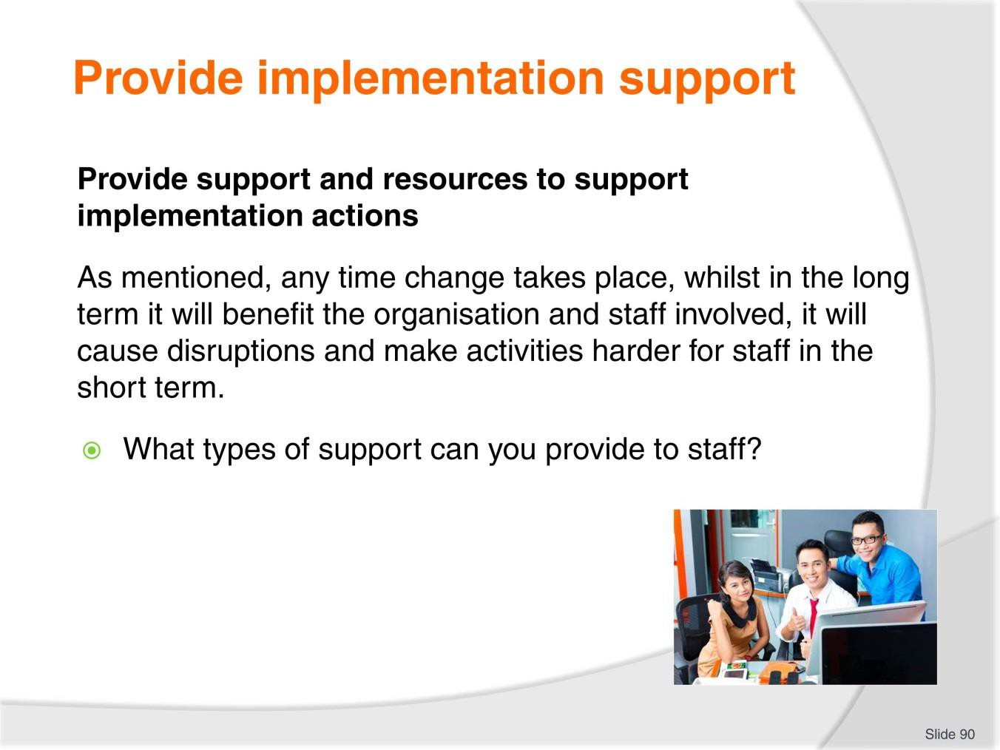 Provide implementation support
Provide support and resources to support
implementation actions
As mentioned, any time change takes place, whilst in the long
term it will benefit the organisation and staff involved, it will
cause disruptions and make activities harder for staff in the
short term.
What types of support can you provide to staff?
Slide 90